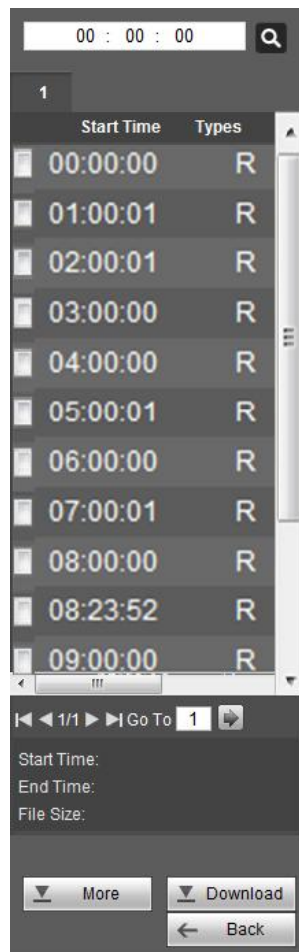 00 : 00 : 00
1
Start Time Types
00:00:00 R
01:00:01 R
02:00:01 R
03:00:00 R
04:00:00 R
05:00:01 R
06:00:00 R
07:00:01 R
08:00:00 R
08:23:52 R
09:00:00 R
1/1 Go To 1
Start Time:
End Time:
File Size:
More Download
Back